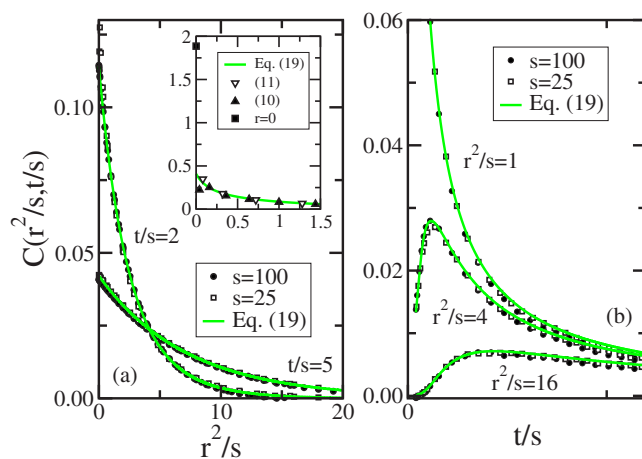 C(r²/s,t/s)
0.10
0.05
0.00
0
10
20
r²/s
t/s=2
t/s=5
(a)
s=100
s=25
Eq. (19)
2
1.5
1
0.5
0
0
0.5
1
1.5
Eq. (19)
(11)
(10)
r=0
0.06
0.04
0.02
0.00
0
t/s
s=100
s=25
Eq. (19)
r²/s=1
r²/s=4
r²/s=16
(b)